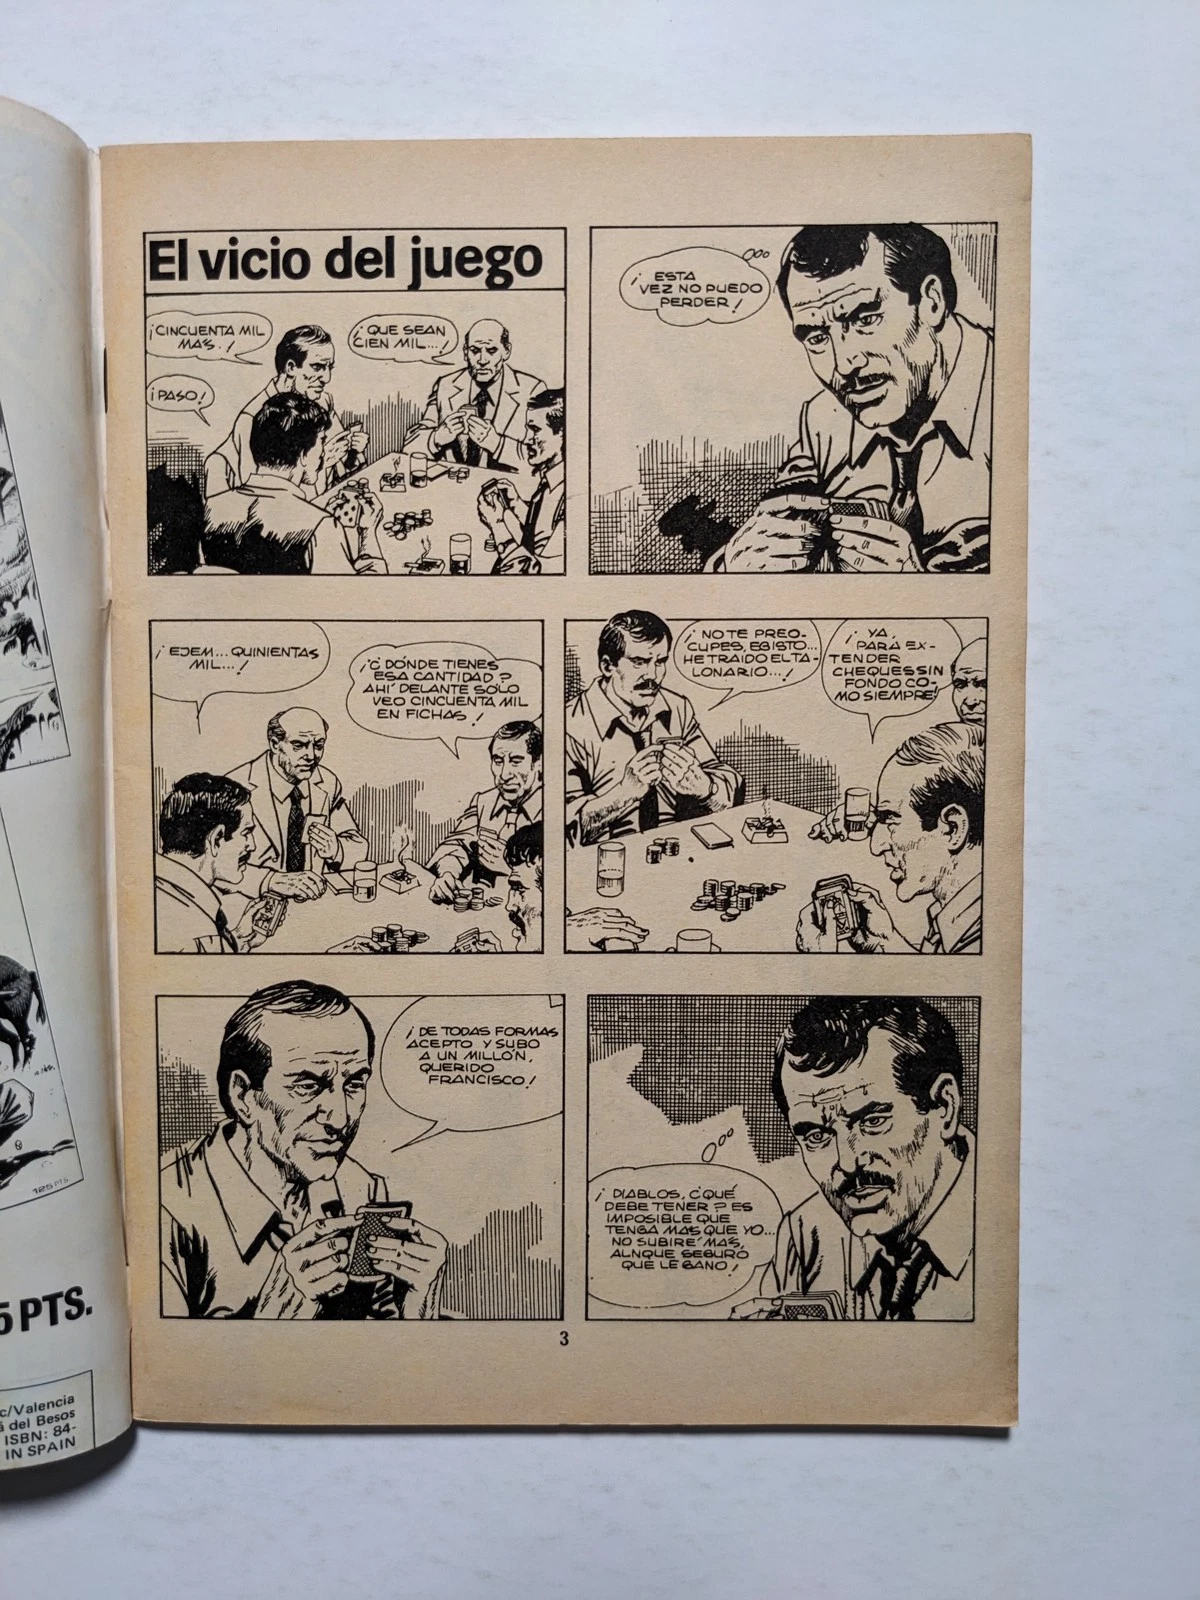 El vicio del juego
¡CINCUENTA MIL
MAS.!
¡QUE SEAN
CIEN MIL...!
¡PASO!
¡ ESTA
VEZ NO PUEDO
PERDER!
¡ EJEM... QUINIENTAS
MIL...!
¡¿DÓNDE TIENES
ESA CANTIDAD?
AHÍ DELANTE SÓLO
VEO CINCUENTA MIL
EN FICHAS!
¡ NO TE PREO-
CUPES, EGISTO...
HE TRAIDO EL TA-
LONARIO...!
¡ YA,
PARA EX-
TENDER
CHEQUES SIN
FONDO CO-
MO SIEMPRE!
¡ DE TODAS FORMAS
ACEPTO Y SUBO
A UN MILLÓN,
QUERIDO
FRANCISCO!
¡ DIABLOS, ¿QUÉ
DEBE TENER? ES
IMPOSIBLE QUE
TENGA MAS QUE YO...
NO SUBIRÉ MÁS,
AUNQUE SEGURO
QUE LE GANO!
3
125 PTS
5 PTS.
c/Valencia
á del Besos
ISBN: 84-
IN SPAIN